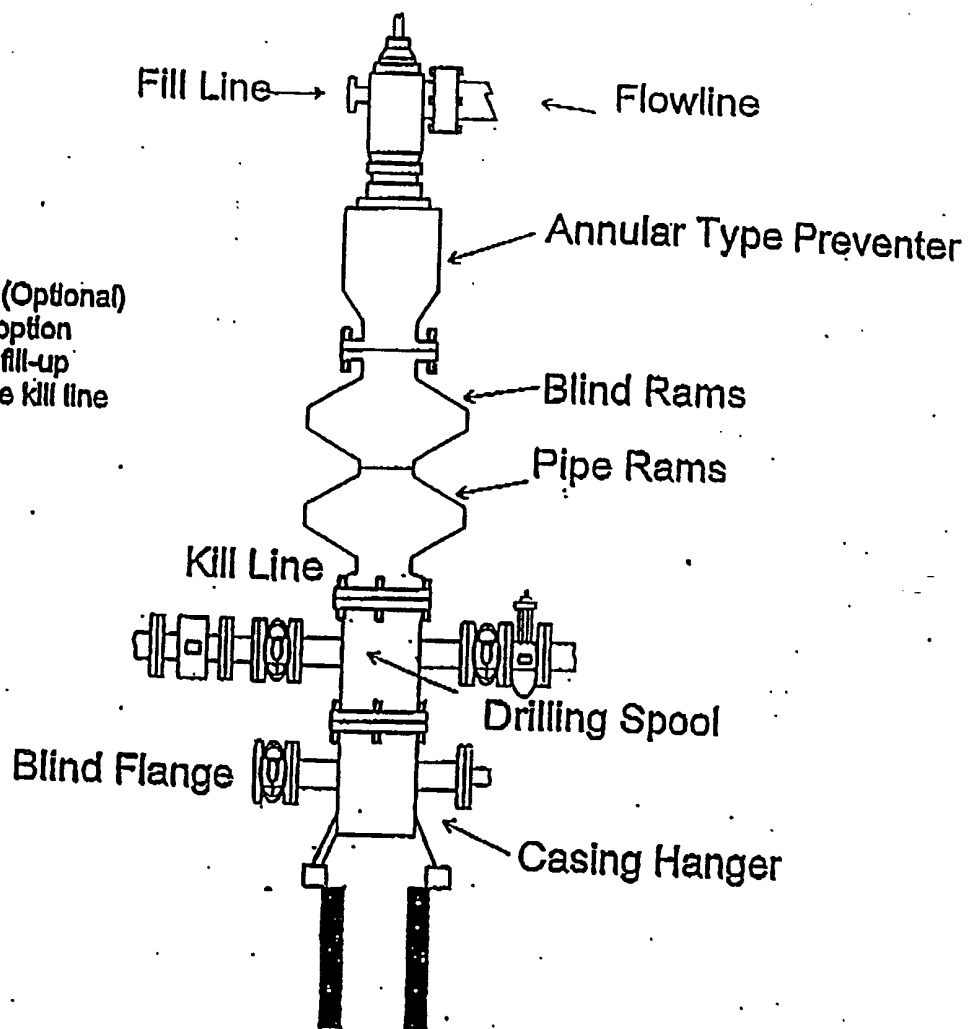 Fill Line
Flowline
Annular Type Preventer
(Optional)
option
fill-up
kill line
Blind Rams
Pipe Rams
Kill Line
Drilling Spool
Blind Flange
Casing Hanger